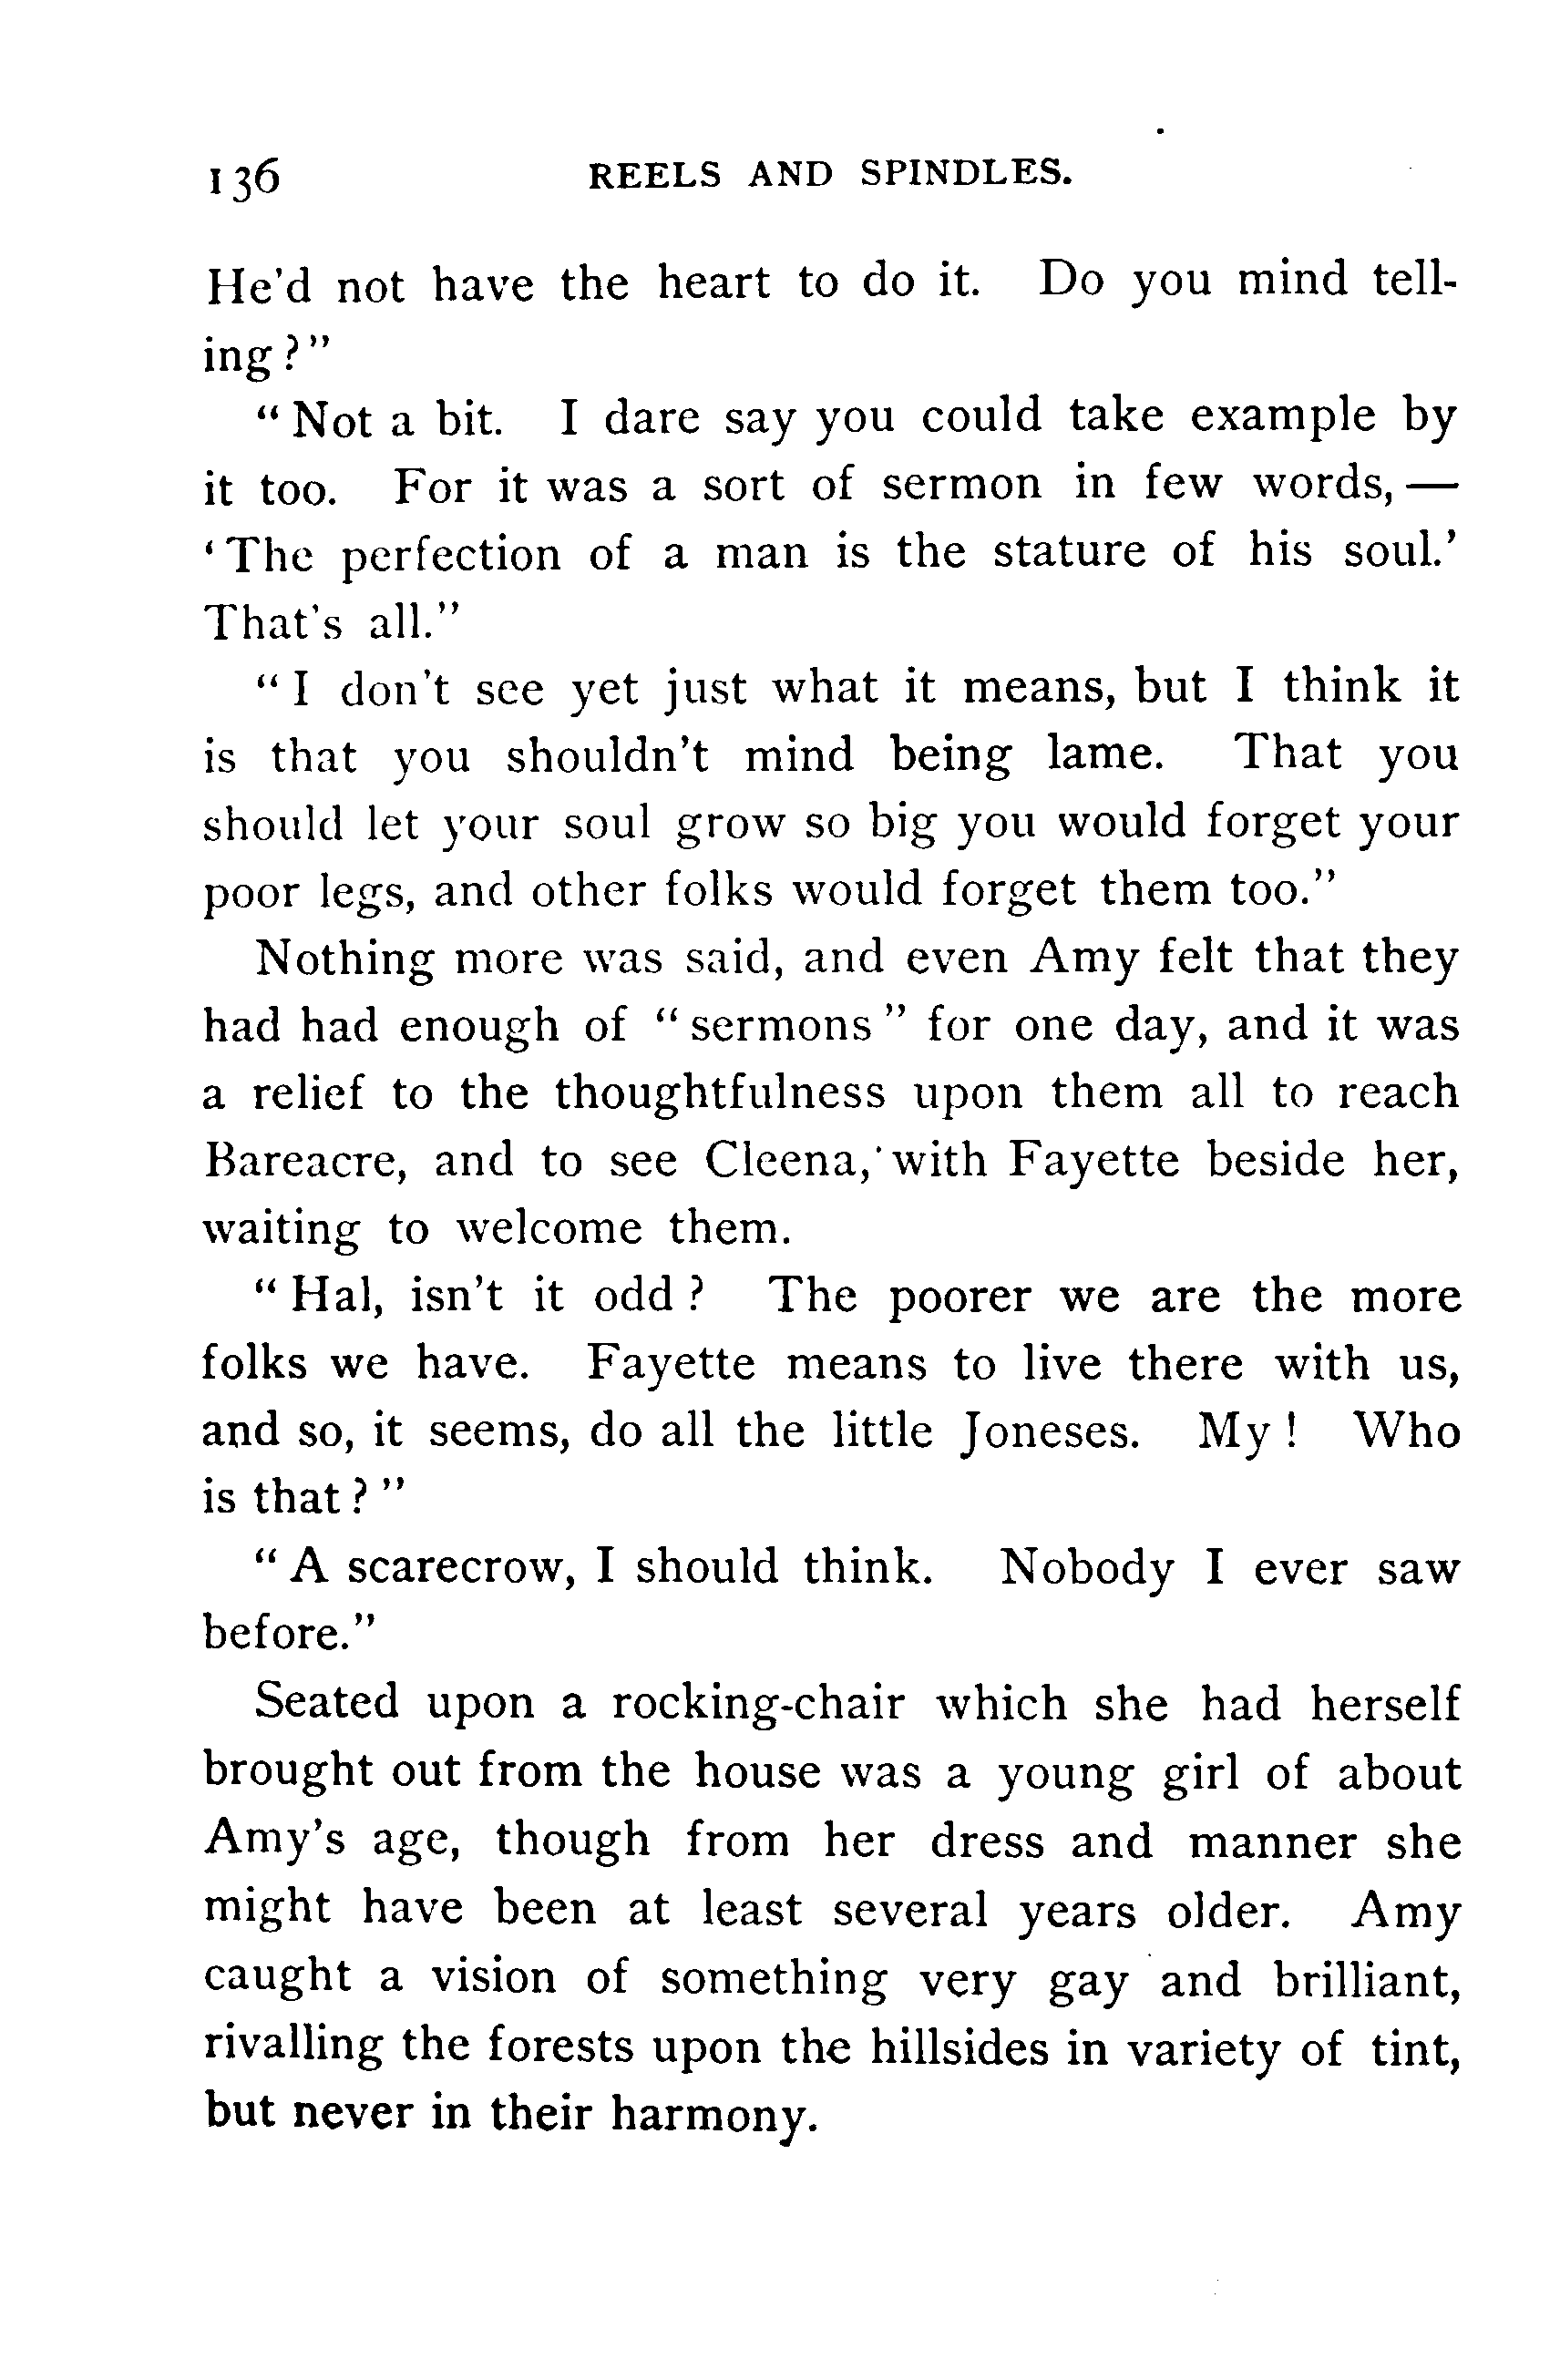 136 REELS AND SPINDLES.
He'd not have the heart to do it. Do you mind tell-
ing?"
"Not a bit. I dare say you could take example by
it too. For it was a sort of sermon in few words,—
'The perfection of a man is the stature of his soul.'
That's all."
"I don't see yet just what it means, but I think it
is that you shouldn't mind being lame. That you
should let your soul grow so big you would forget your
poor legs, and other folks would forget them too."
Nothing more was said, and even Amy felt that they
had had enough of "sermons" for one day, and it was
a relief to the thoughtfulness upon them all to reach
Bareacre, and to see Cleena, with Fayette beside her,
waiting to welcome them.
"Hal, isn't it odd? The poorer we are the more
folks we have. Fayette means to live there with us,
and so, it seems, do all the little Joneses. My! Who
is that?"
"A scarecrow, I should think. Nobody I ever saw
before."
Seated upon a rocking-chair which she had herself
brought out from the house was a young girl of about
Amy's age, though from her dress and manner she
might have been at least several years older. Amy
caught a vision of something very gay and brilliant,
rivalling the forests upon the hillsides in variety of tint,
but never in their harmony.